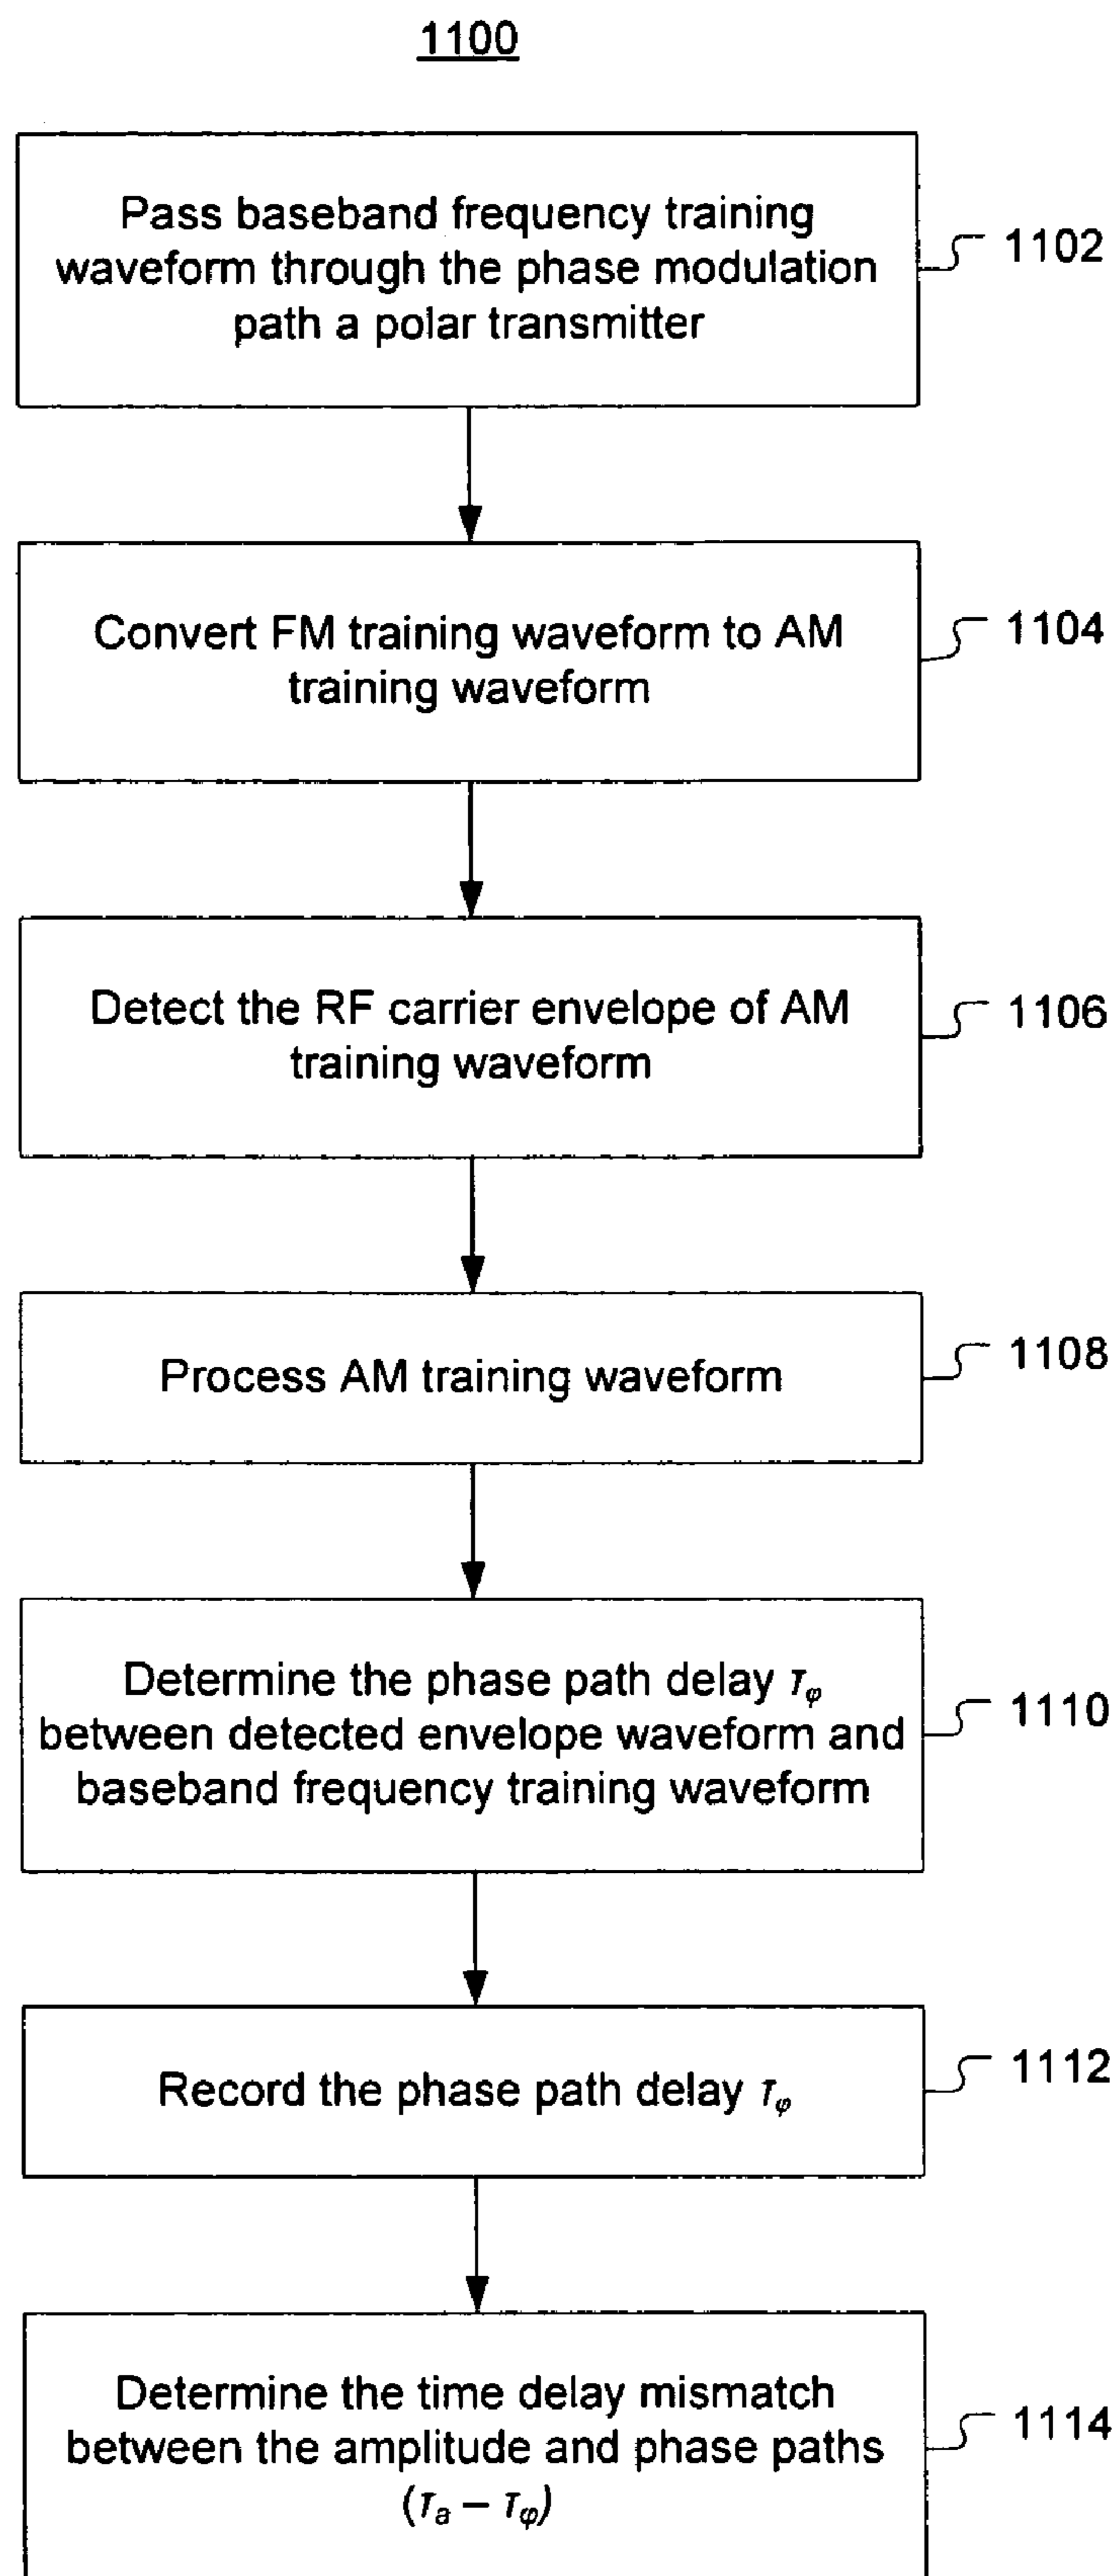 1100
Pass baseband frequency training
waveform through the phase modulation
path a polar transmitter
1102
Convert FM training waveform to AM
training waveform
1104
Detect the RF carrier envelope of AM
training waveform
1106
Process AM training waveform
1108
Determine the phase path delay τφ
between detected envelope waveform and
baseband frequency training waveform
1110
Record the phase path delay τφ
1112
Determine the time delay mismatch
between the amplitude and phase paths
(τa – τφ)
1114